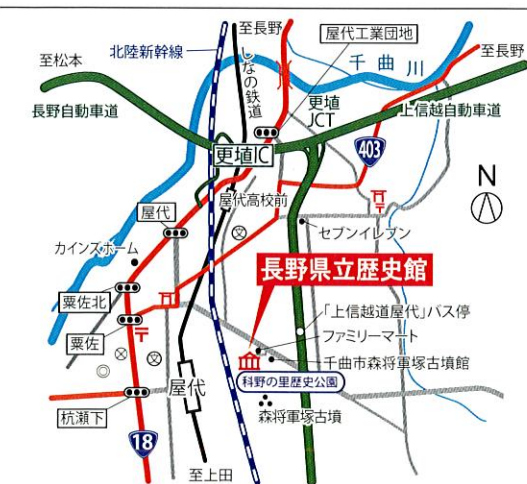 至長野
北陸新幹線
屋代工業団地
至松本
しなの鉄道
千曲川
至長野
長野自動車道
更埴
JCT
上信越自動車道
更埴IC
403
N
屋代高校前
屋代
文
セブンイレブン
カインズホーム
長野県立歴史館
粟佐北
「上信越道屋代」バス停
粟佐
ファミリーマート
文
千曲市森将軍塚古墳館
屋代
科野の里歴史公園
杭瀬下
森将軍塚古墳
18
至上田